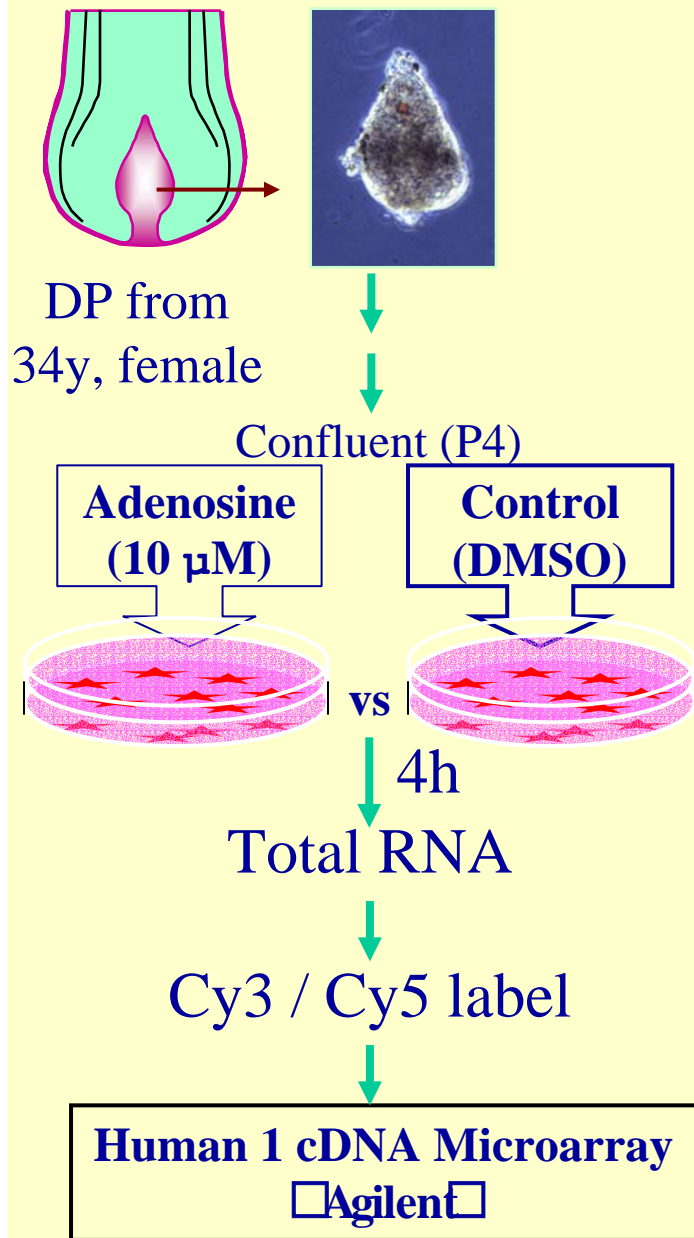 DP from
34y, female
Confluent (P4)
Adenosine
(10 μM)
Control
(DMSO)
vs
4h
Total RNA
Cy3 / Cy5 label
Human 1 cDNA Microarray
□Agilent□